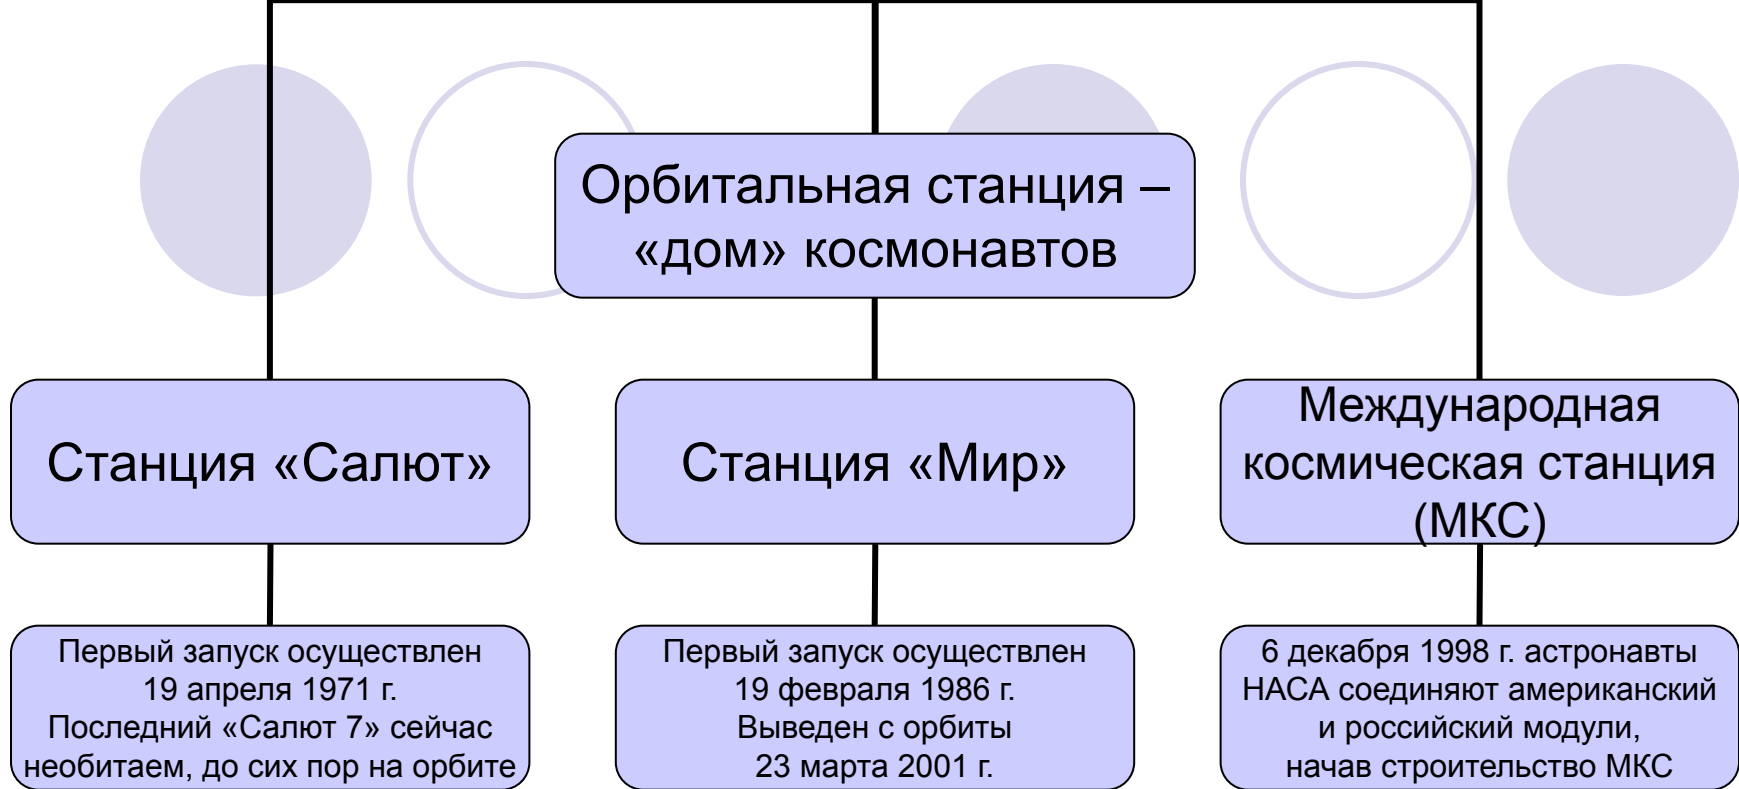 Орбитальная станция –
«дом» космонавтов
Станция «Салют»
Станция «Мир»
Международная
космическая станция
(МКС)
Первый запуск осуществлен
19 апреля 1971 г.
Последний «Салют 7» сейчас
необитаем, до сих пор на орбите
Первый запуск осуществлен
19 февраля 1986 г.
Выведен с орбиты
23 марта 2001 г.
6 декабря 1998 г. астронавты
НАСА соединяют американский
и российский модули,
начав строительство МКС